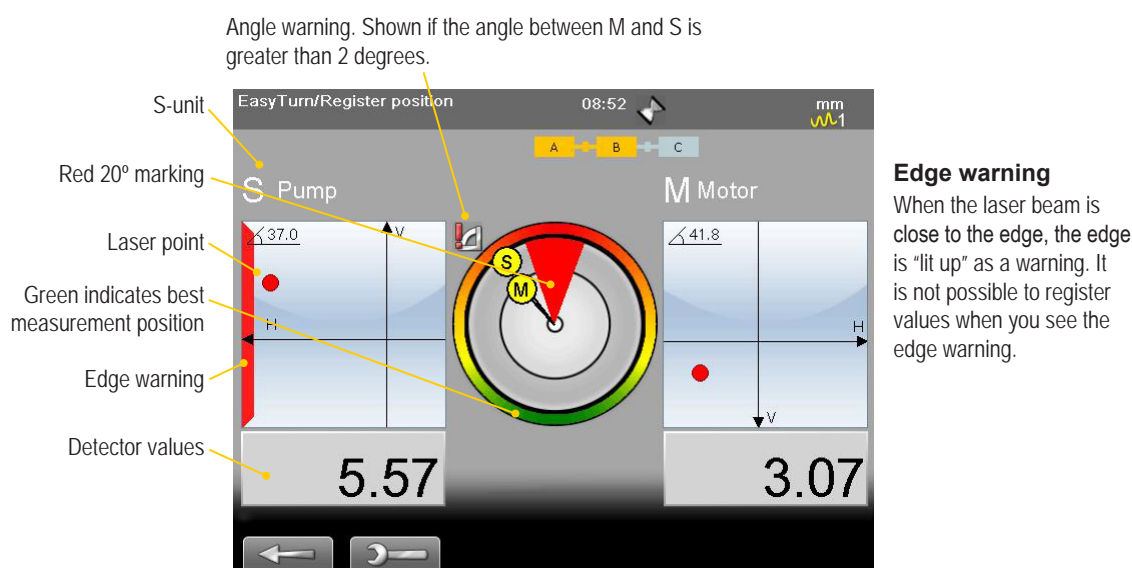 Angle warning. Shown if the angle between M and S is
greater than 2 degrees.
S-unit
Red 20º marking
Laser point
Green indicates best
measurement position
Edge warning
Detector values
EasyTurn/Register position
08:52
mm
1
A
B
C
S Pump
M Motor
37.0
V
H
S
M
41.8
H
V
5.57
3.07
Edge warning
When the laser beam is
close to the edge, the edge
is “lit up” as a warning. It
is not possible to register
values when you see the
edge warning.